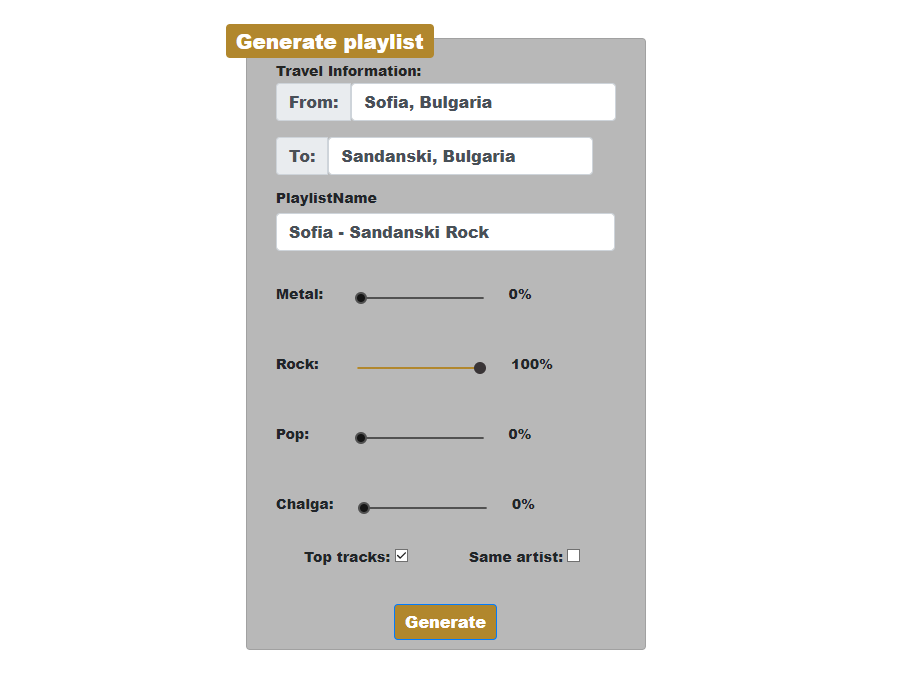 Generate playlist
Travel Information:
From: Sofia, Bulgaria
To: Sandanski, Bulgaria
PlaylistName
Sofia - Sandanski Rock
Metal: 0%
Rock: 100%
Pop: 0%
Chalga: 0%
Top tracks: Same artist:
Generate